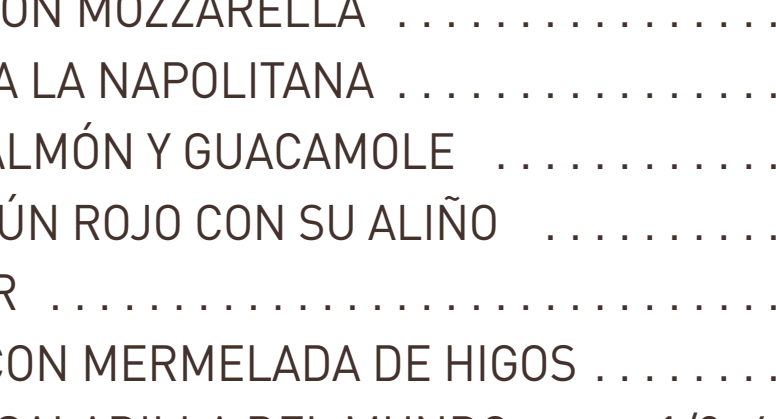 ON MOZZARELLA . . . . . . . . . . . . . . . .
A LA NAPOLITANA . . . . . . . . . . . . . . . .
ALMÓN Y GUACAMOLE . . . . . . . . . . . .
ÚN ROJO CON SU ALIÑO . . . . . . . . . .
R . . . . . . . . . . . . . . . . . . . . . . . . . . . . . .
CON MERMELADA DE HIGOS . . . . . . . .